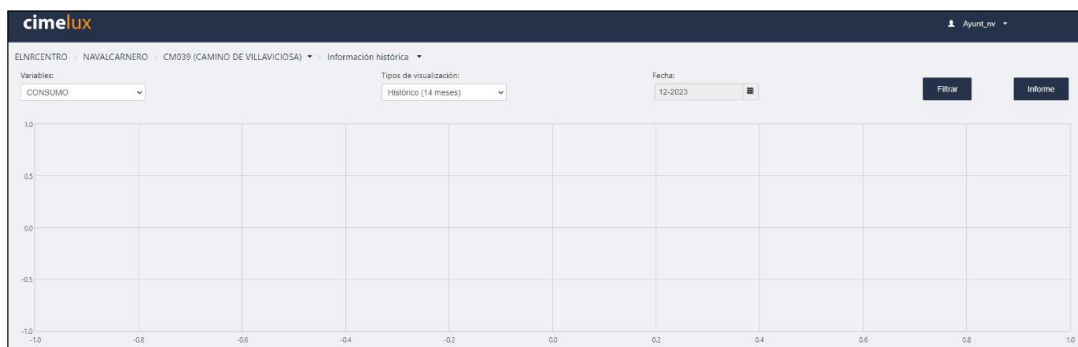 cimelux
Ayunt_nv
ELNRCENTRO > NAVALCARNERO > CM039 (CAMINO DE VILLAVICIOSA) > Información histórica
Variables: Tipos de visualización: Fecha:
CONSUMO Histórico (14 meses) 12-2023 Filtrar Informe
1.0
0.5
0.0
-0.5
-1.0
-1.0 -0.8 -0.6 -0.4 -0.2 0.0 0.2 0.4 0.6 0.8 1.0